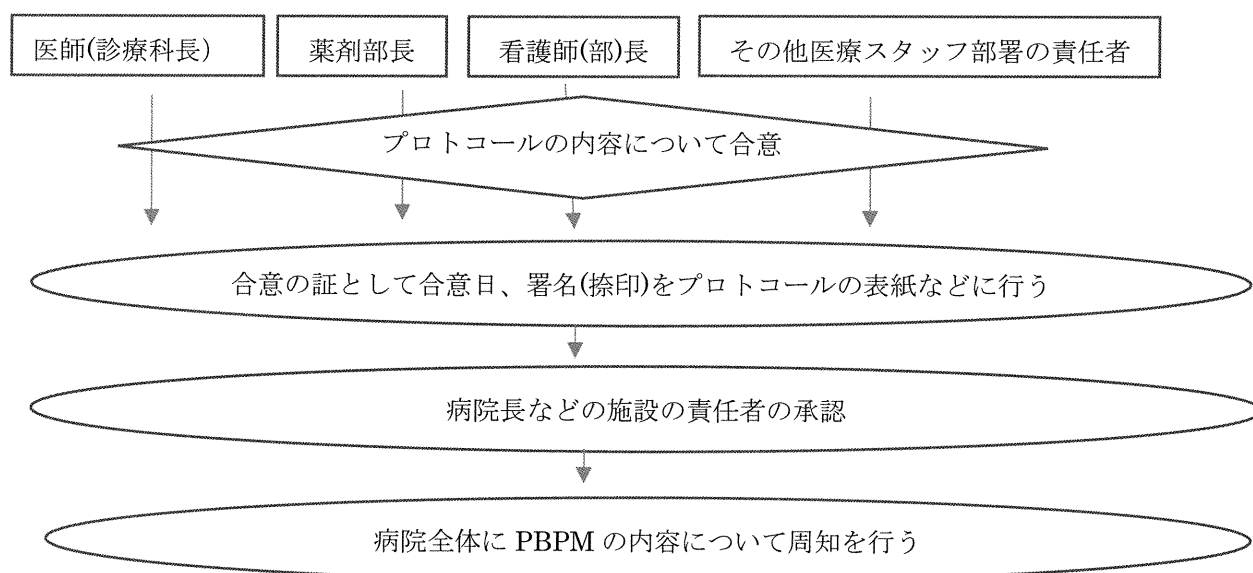 医師(診療科長)
薬剤部長
看護師(部)長
その他医療スタッフ部署の責任者
プロトコールの内容について合意
合意の証として合意日、署名(捺印)をプロトコールの表紙などに行う
病院長などの施設の責任者の承認
病院全体に PBPM の内容について周知を行う